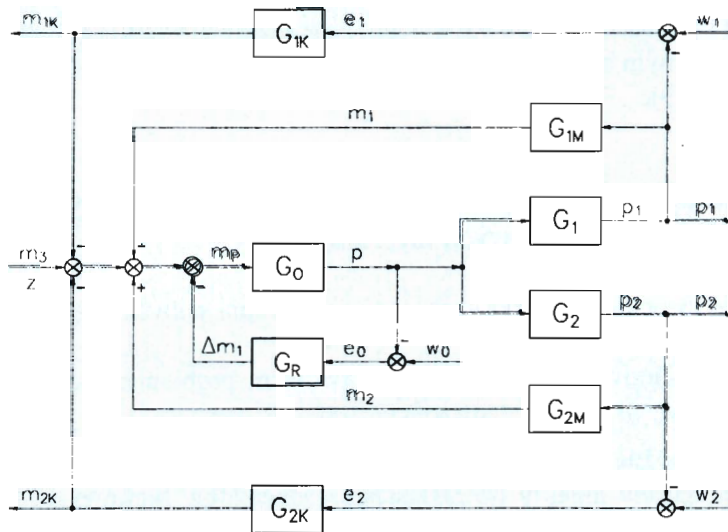 m1K G1K e1 w1
-
m1 G1M
G1 p1 p1
- + -
m3 mp G0 p
z
- + -
G2 p2 p2
Δm1 GR e0 w0
m2 G2M
-
m2K G2K e2 w2